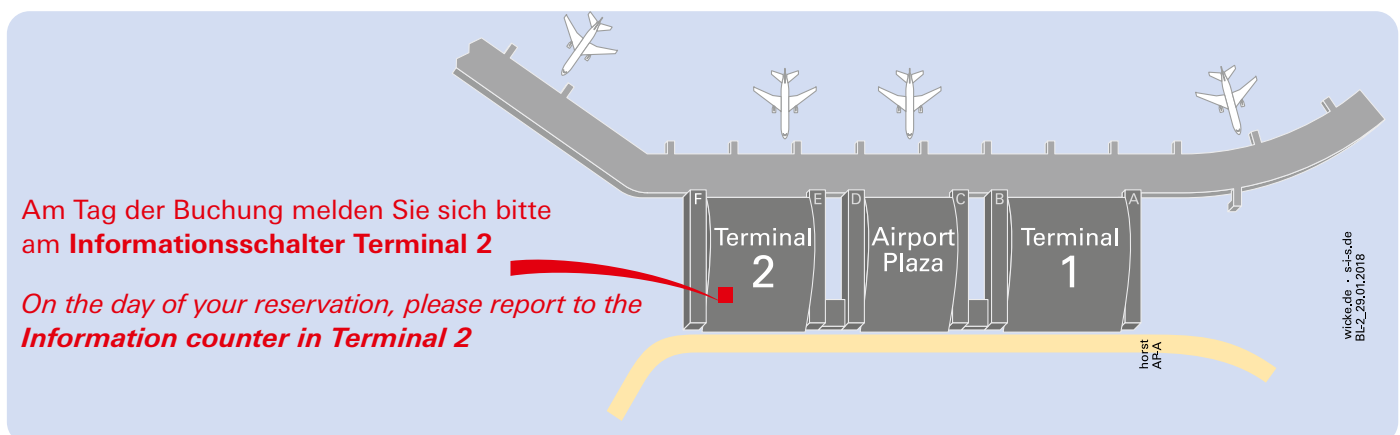 Am Tag der Buchung melden Sie sich bitte
am Informationsschalter Terminal 2
On the day of your reservation, please report to the
Information counter in Terminal 2
F
E
D
C
B
A
Terminal
2
Airport
Plaza
Terminal
1
horst
AP-A
wicke.de · s-i-s.de
BL-2_29.01.2018